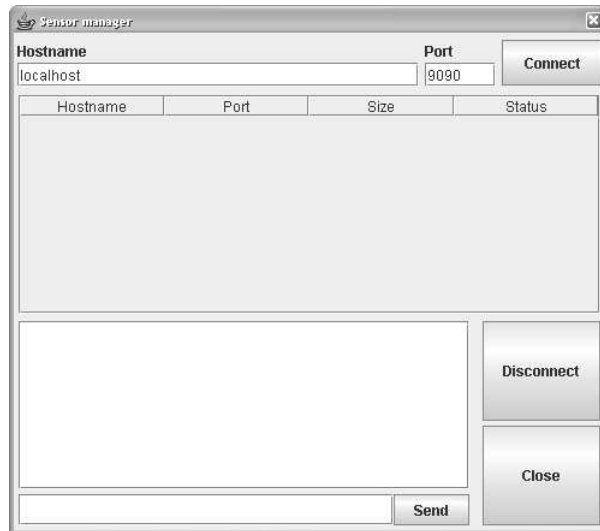 Sensor manager
Hostname Port
localhost 9090 Connect
Hostname Port Size Status
Disconnect
Close
Send